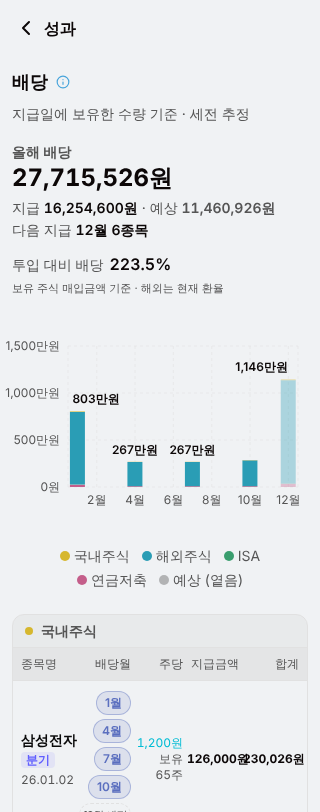 성과
배당
지급일에 보유한 수량 기준 · 세전 추정
올해 배당
27,715,526원
지급 16,254,600원 · 예상 11,460,926원
다음 지급 12월 6종목
투입 대비 배당 223.5%
보유 주식 매입금액 기준 · 해외는 현재 환율
1,500만원
1,146만원
1,000만원
803만원
500만원
267만원 267만원
0원
2월 4월 6월 8월 10월 12월
국내주식 해외주식 ISA
연금저축 예상 (옅음)
국내주식
종목명 배당월 주당 지급금액 합계
1월
4월
삼성전자 1,200원
분기 7월 보유 126,000원 230,026원
26.01.02 65주
10월